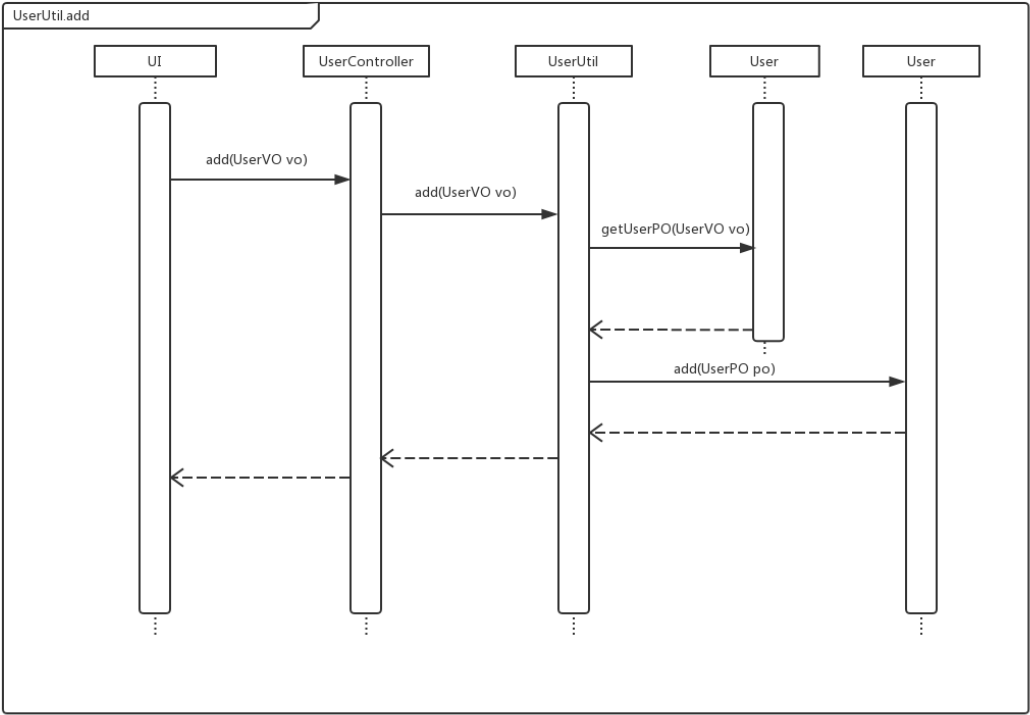 UserUtil.add
UI
UserController
UserUtil
User
User
add(UserVO vo)
add(UserVO vo)
getUserPO(UserVO vo)
add(UserPO po)